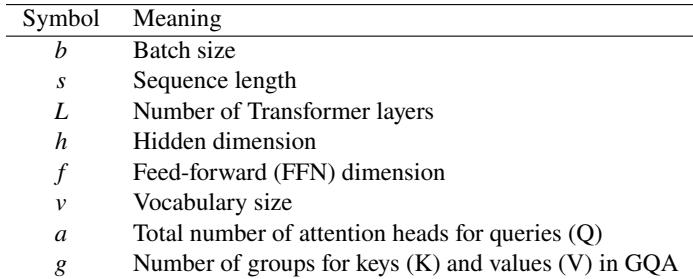 Symbol Meaning
b Batch size
s Sequence length
L Number of Transformer layers
h Hidden dimension
f Feed-forward (FFN) dimension
v Vocabulary size
a Total number of attention heads for queries (Q)
g Number of groups for keys (K) and values (V) in GQA